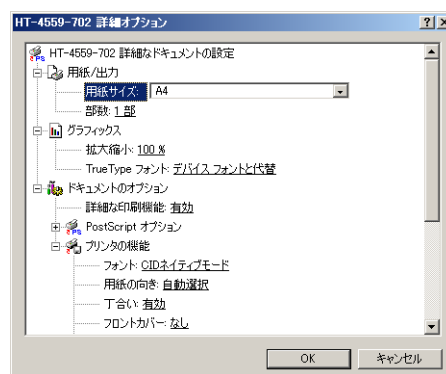 HT-4559-702 詳細オプション
HT-4559-702 詳細なドキュメントの設定
用紙/出力
用紙サイズ: A4
部数: 1 部
グラフィックス
拡大縮小: 100 %
TrueType フォント: デバイス フォントと代替
ドキュメントのオプション
詳細な印刷機能: 有効
PostScript オプション
プリンタの機能
フォント: CIDネイティブモード
用紙の向き: 自動選択
丁合い: 有効
フロントカバー: なし
OK キャンセル